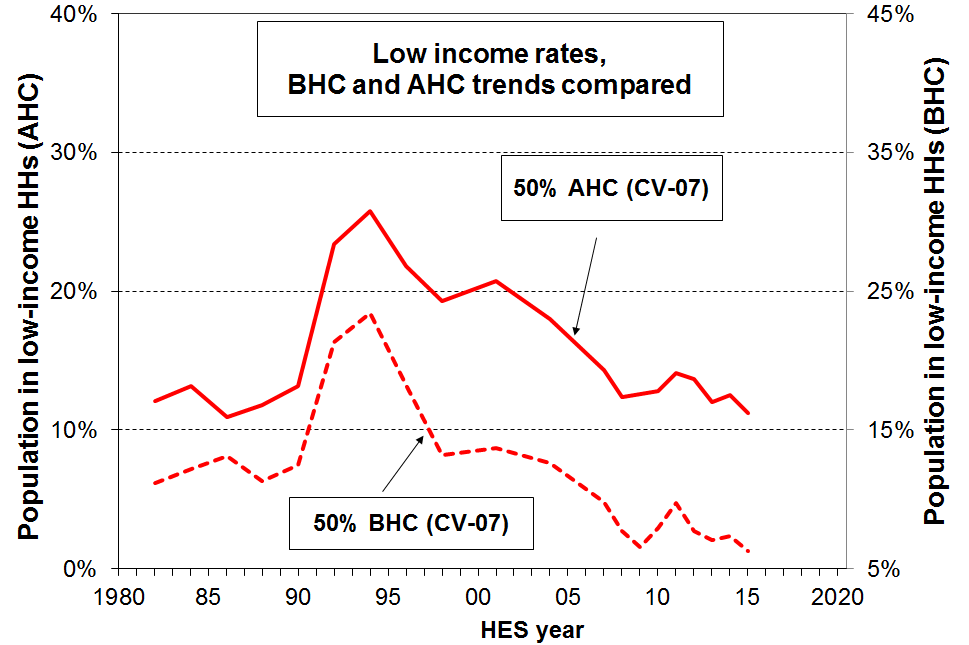 40%
45%
Low income rates,
BHC and AHC trends compared
30%
35%
50% AHC (CV-07)
20%
25%
10%
15%
50% BHC (CV-07)
0%
5%
1980 85 90 95 00 05 10 15 2020
HES year
Population in low-income HHs (AHC)
Population in low-income HHs (BHC)